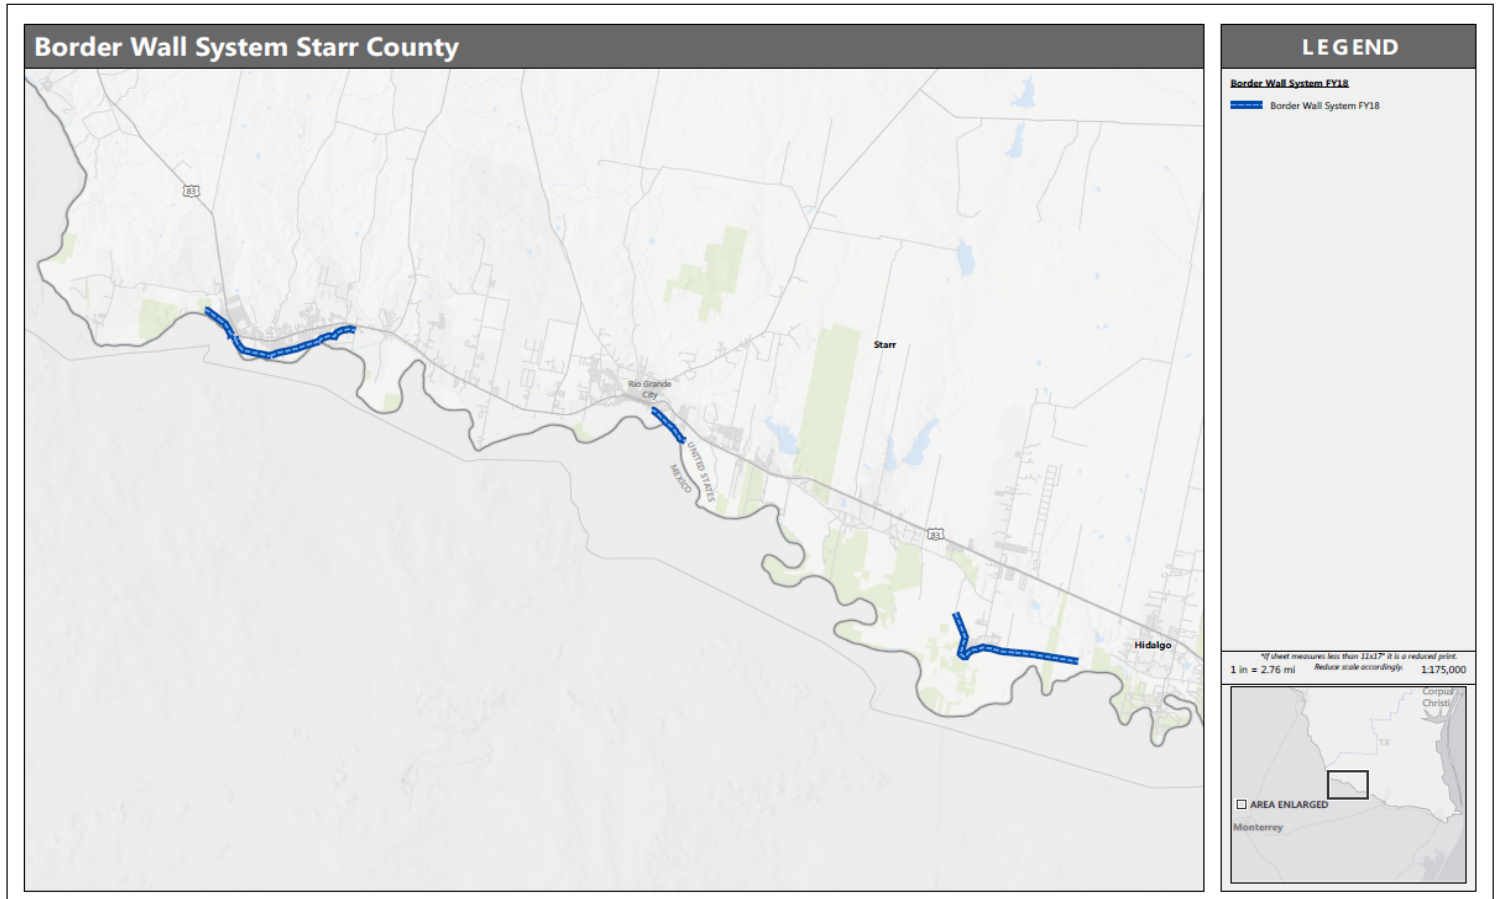 Border Wall System Starr County
83
Starr
Rio Grande
City
UNITED STATES
MEXICO
83
Hidalgo
LEGEND
Border Wall System FY18
Border Wall System FY18
*If sheet measures less than 11x17" it is a reduced print.
1 in = 2.76 mi Reduce scale accordingly. 1:175,000
Corpus
Christi
TX
AREA ENLARGED
Monterrey